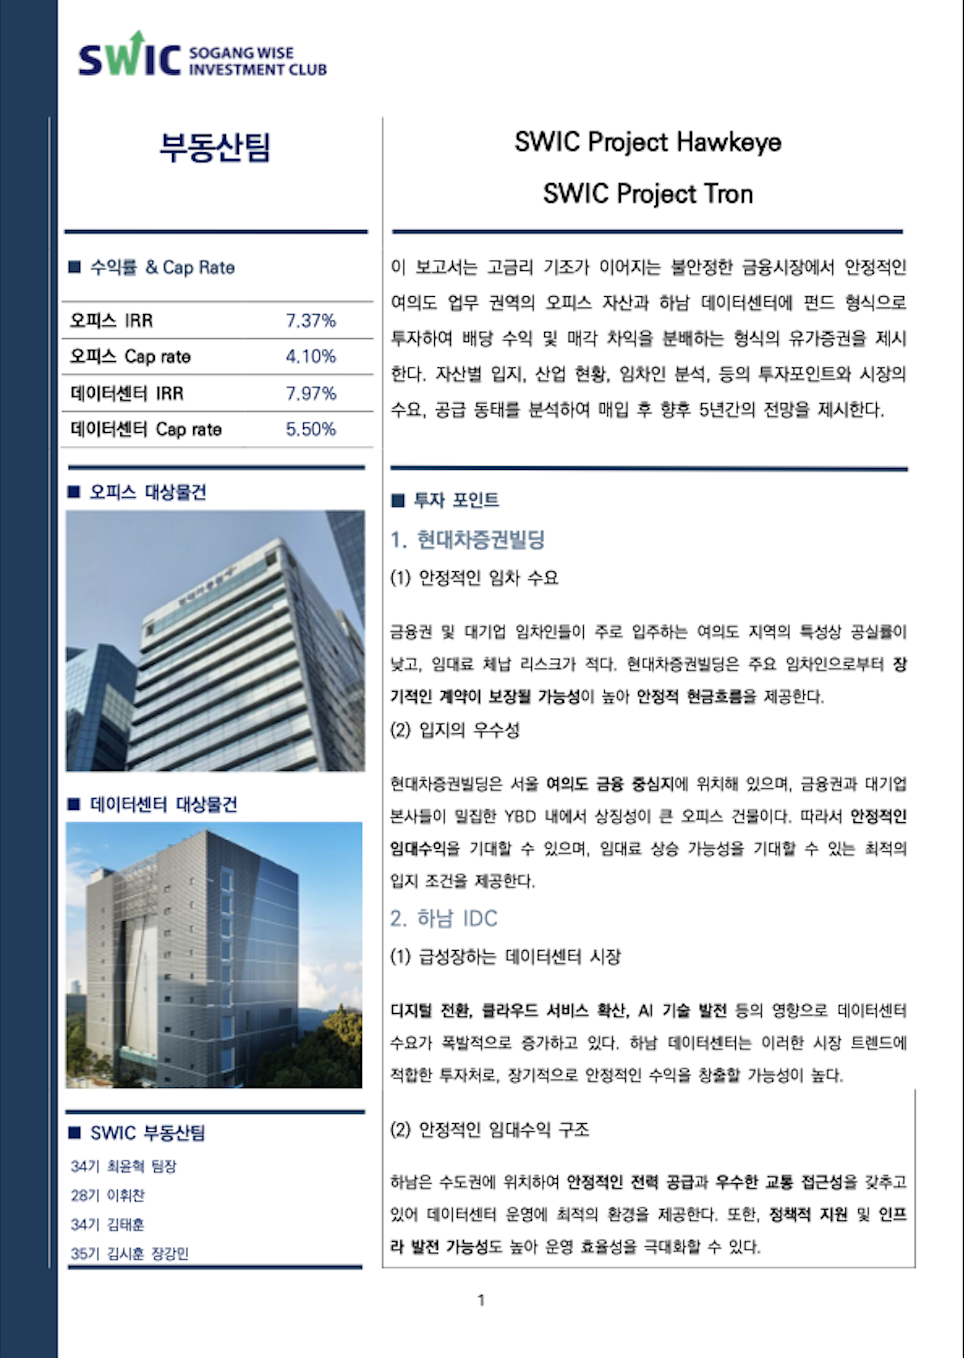 SWIC SOGANG WISE
INVESTMENT CLUB
부동산팀
■ 수익률 & Cap Rate
오피스 IRR 7.37%
오피스 Cap rate 4.10%
데이터센터 IRR 7.97%
데이터센터 Cap rate 5.50%
■ 오피스 대상물건
■ 데이터센터 대상물건
■ SWIC 부동산팀
34기 최윤혁 팀장
28기 이휘찬
34기 김태훈
35기 김시훈 장강민
SWIC Project Hawkeye
SWIC Project Tron
이 보고서는 고금리 기조가 이어지는 불안정한 금융시장에서 안정적인
여의도 업무 권역의 오피스 자산과 하남 데이터센터에 펀드 형식으로
투자하여 배당 수익 및 매각 차익을 분배하는 형식의 유가증권을 제시
한다. 자산별 입지, 산업 현황, 임차인 분석, 등의 투자포인트와 시장의
수요, 공급 동태를 분석하여 매입 후 향후 5년간의 전망을 제시한다.
■ 투자 포인트
1. 현대차증권빌딩
(1) 안정적인 임차 수요
금융권 및 대기업 임차인들이 주로 입주하는 여의도 지역의 특성상 공실률이
낮고, 임대료 체납 리스크가 적다. 현대차증권빌딩은 주요 임차인으로부터 장
기적인 계약이 보장될 가능성이 높아 안정적 현금흐름을 제공한다.
(2) 입지의 우수성
현대차증권빌딩은 서울 여의도 금융 중심지에 위치해 있으며, 금융권과 대기업
본사들이 밀집한 YBD 내에서 상징성이 큰 오피스 건물이다. 따라서 안정적인
임대수익을 기대할 수 있으며, 임대료 상승 가능성을 기대할 수 있는 최적의
입지 조건을 제공한다.
2. 하남 IDC
(1) 급성장하는 데이터센터 시장
디지털 전환, 클라우드 서비스 확산, AI 기술 발전 등의 영향으로 데이터센터
수요가 폭발적으로 증가하고 있다. 하남 데이터센터는 이러한 시장 트렌드에
적합한 투자처로, 장기적으로 안정적인 수익을 창출할 가능성이 높다.
(2) 안정적인 임대수익 구조
하남은 수도권에 위치하여 안정적인 전력 공급과 우수한 교통 접근성을 갖추고
있어 데이터센터 운영에 최적의 환경을 제공한다. 또한, 정책적 지원 및 인프
라 발전 가능성도 높아 운영 효율성을 극대화할 수 있다.
1